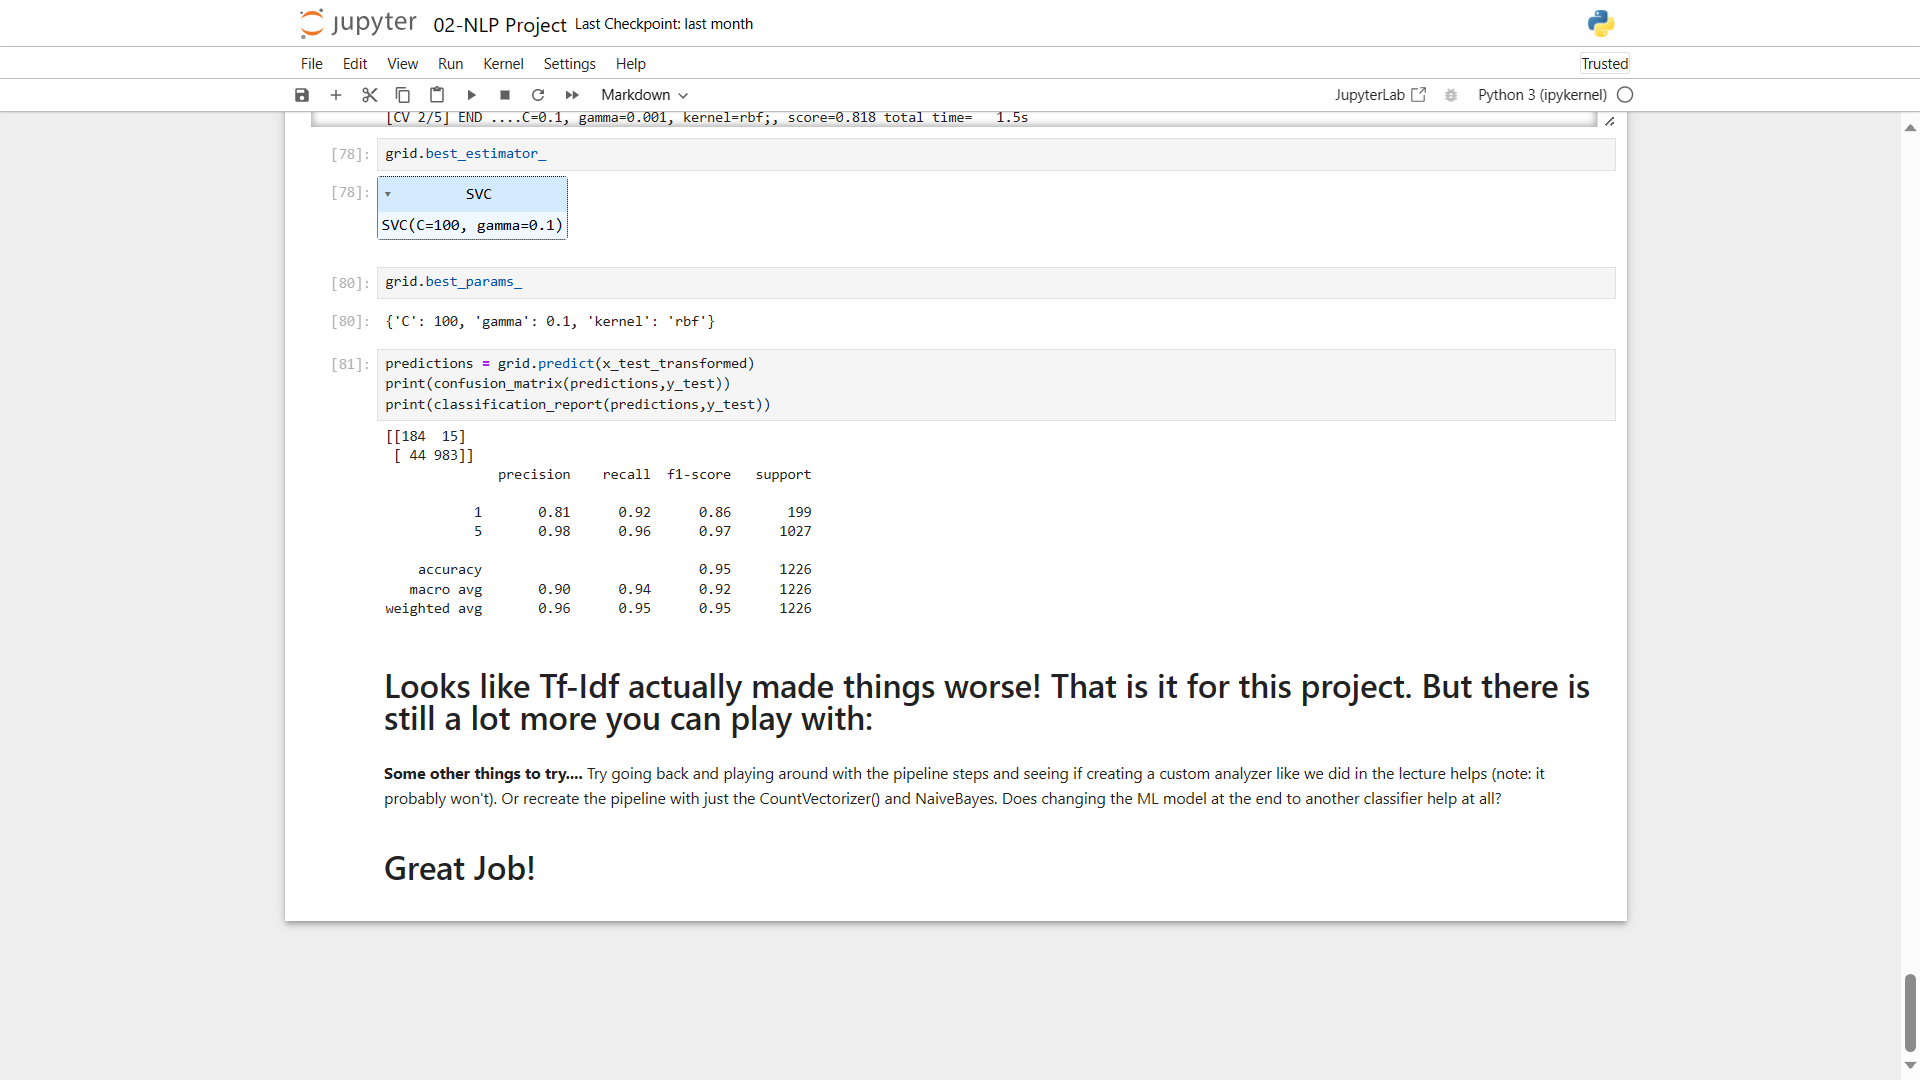 jupyter 02-NLP Project Last Checkpoint: last month
File Edit View Run Kernel Settings Help Trusted
Markdown JupyterLab Python 3 (ipykernel)
[CV 2/5] END ....C=0.1, gamma=0.001, kernel=rbf;, score=0.818 total time=   1.5s
[78]: grid.best_estimator_
[78]: SVC
SVC(C=100, gamma=0.1)
[80]: grid.best_params_
[80]: {'C': 100, 'gamma': 0.1, 'kernel': 'rbf'}
[81]: predictions = grid.predict(x_test_transformed)
print(confusion_matrix(predictions,y_test))
print(classification_report(predictions,y_test))
[[184  15]
 [ 44 983]]
precision recall f1-score support
1 0.81 0.92 0.86 199
5 0.98 0.96 0.97 1027
accuracy 0.95 1226
macro avg 0.90 0.94 0.92 1226
weighted avg 0.96 0.95 0.95 1226
Looks like Tf-Idf actually made things worse! That is it for this project. But there is
still a lot more you can play with:
Some other things to try.... Try going back and playing around with the pipeline steps and seeing if creating a custom analyzer like we did in the lecture helps (note: it
probably won't). Or recreate the pipeline with just the CountVectorizer() and NaiveBayes. Does changing the ML model at the end to another classifier help at all?
Great Job!